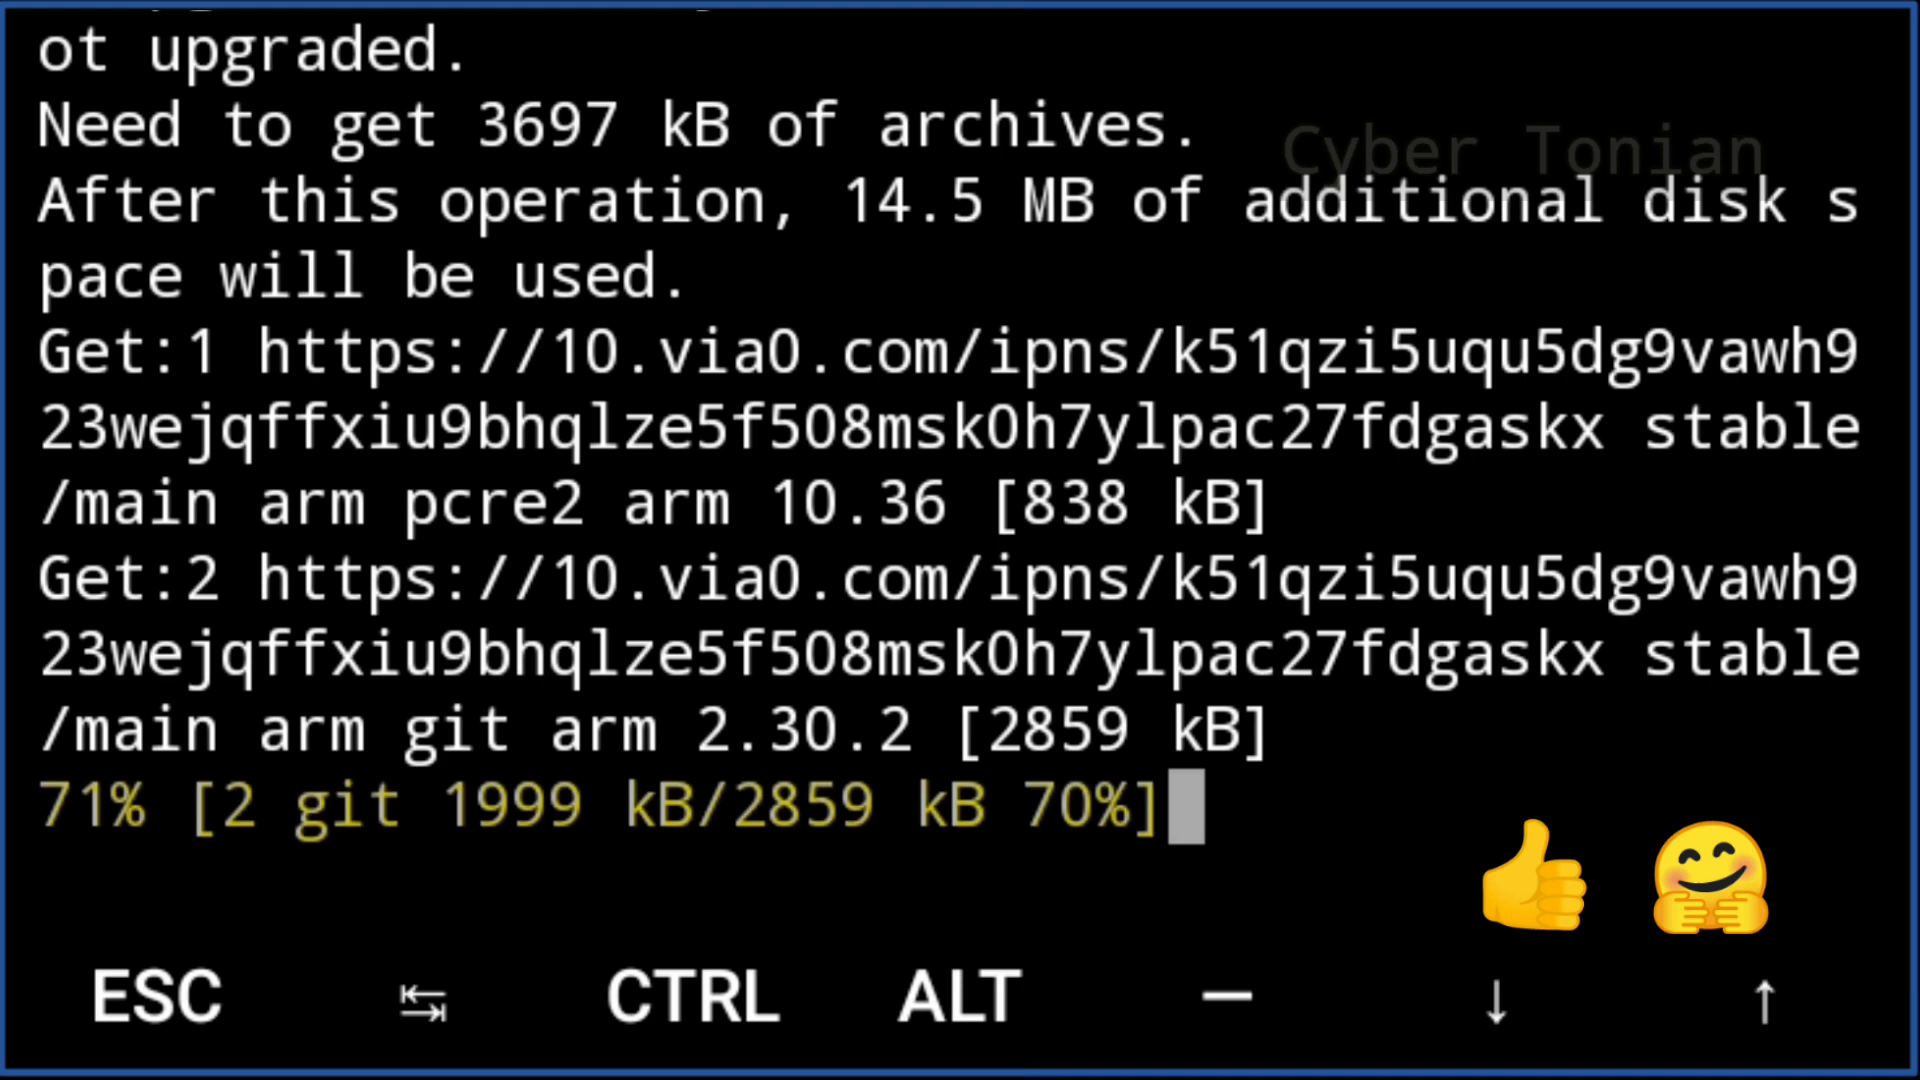 ot upgraded.
Need to get 3697 kB of archives.
Cyber Tonian
After this operation, 14.5 MB of additional disk s
pace will be used.
Get:1 https://10.via0.com/ipns/k51qzi5uqu5dg9vawh9
23wejqffxiu9bhqlze5f508msk0h7ylpac27fdgaskx stable
/main arm pcre2 arm 10.36 [838 kB]
Get:2 https://10.via0.com/ipns/k51qzi5uqu5dg9vawh9
23wejqffxiu9bhqlze5f508msk0h7ylpac27fdgaskx stable
/main arm git arm 2.30.2 [2859 kB]
71% [2 git 1999 kB/2859 kB 70%]
ESC ↹ CTRL ALT — ↓ ↑